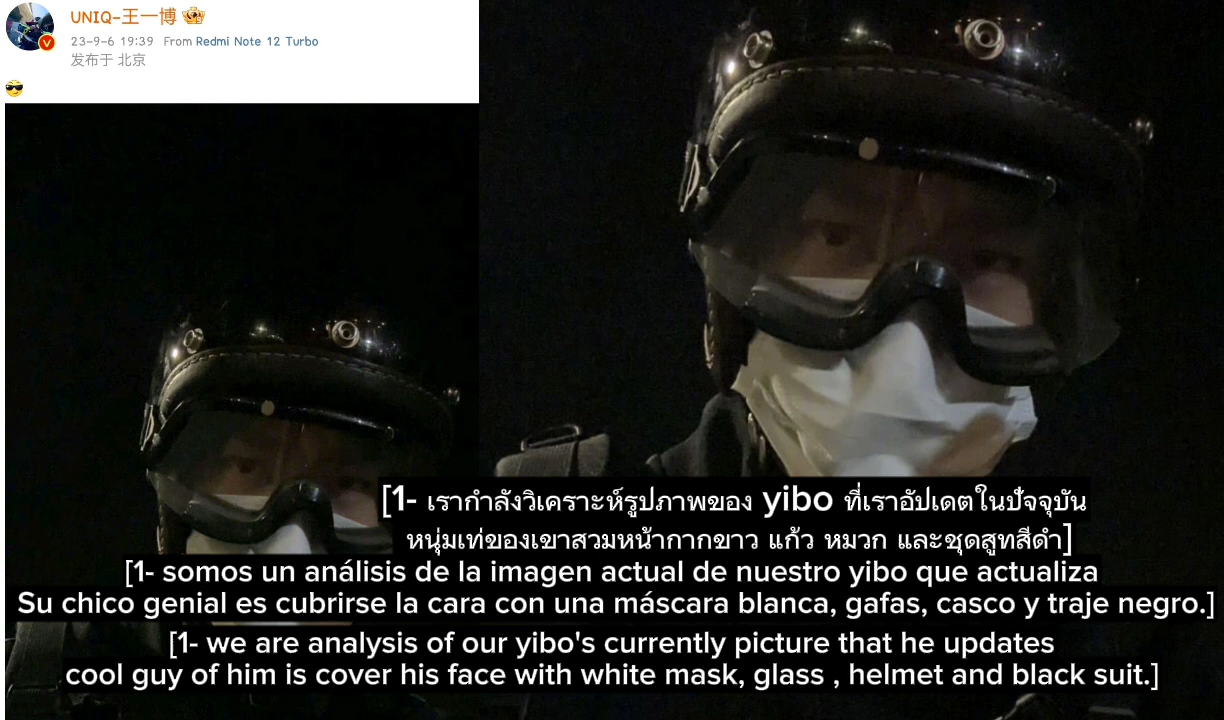 UNIQ-王一博
23-9-6 19:39 From Redmi Note 12 Turbo
发布于 北京
[1- เรากำลังวิเคราะห์รูปภาพของ yibo ที่เราอัปเดตในปัจจุบัน
หนุ่มเท่ของเขาสวมหน้ากากขาว แก้ว หมวก และชุดสูทสีดำ]
[1- somos un análisis de la imagen actual de nuestro yibo que actualiza
Su chico genial es cubrirse la cara con una máscara blanca, gafas, casco y traje negro.]
[1- we are analysis of our yibo's currently picture that he updates
cool guy of him is cover his face with white mask, glass , helmet and black suit.]